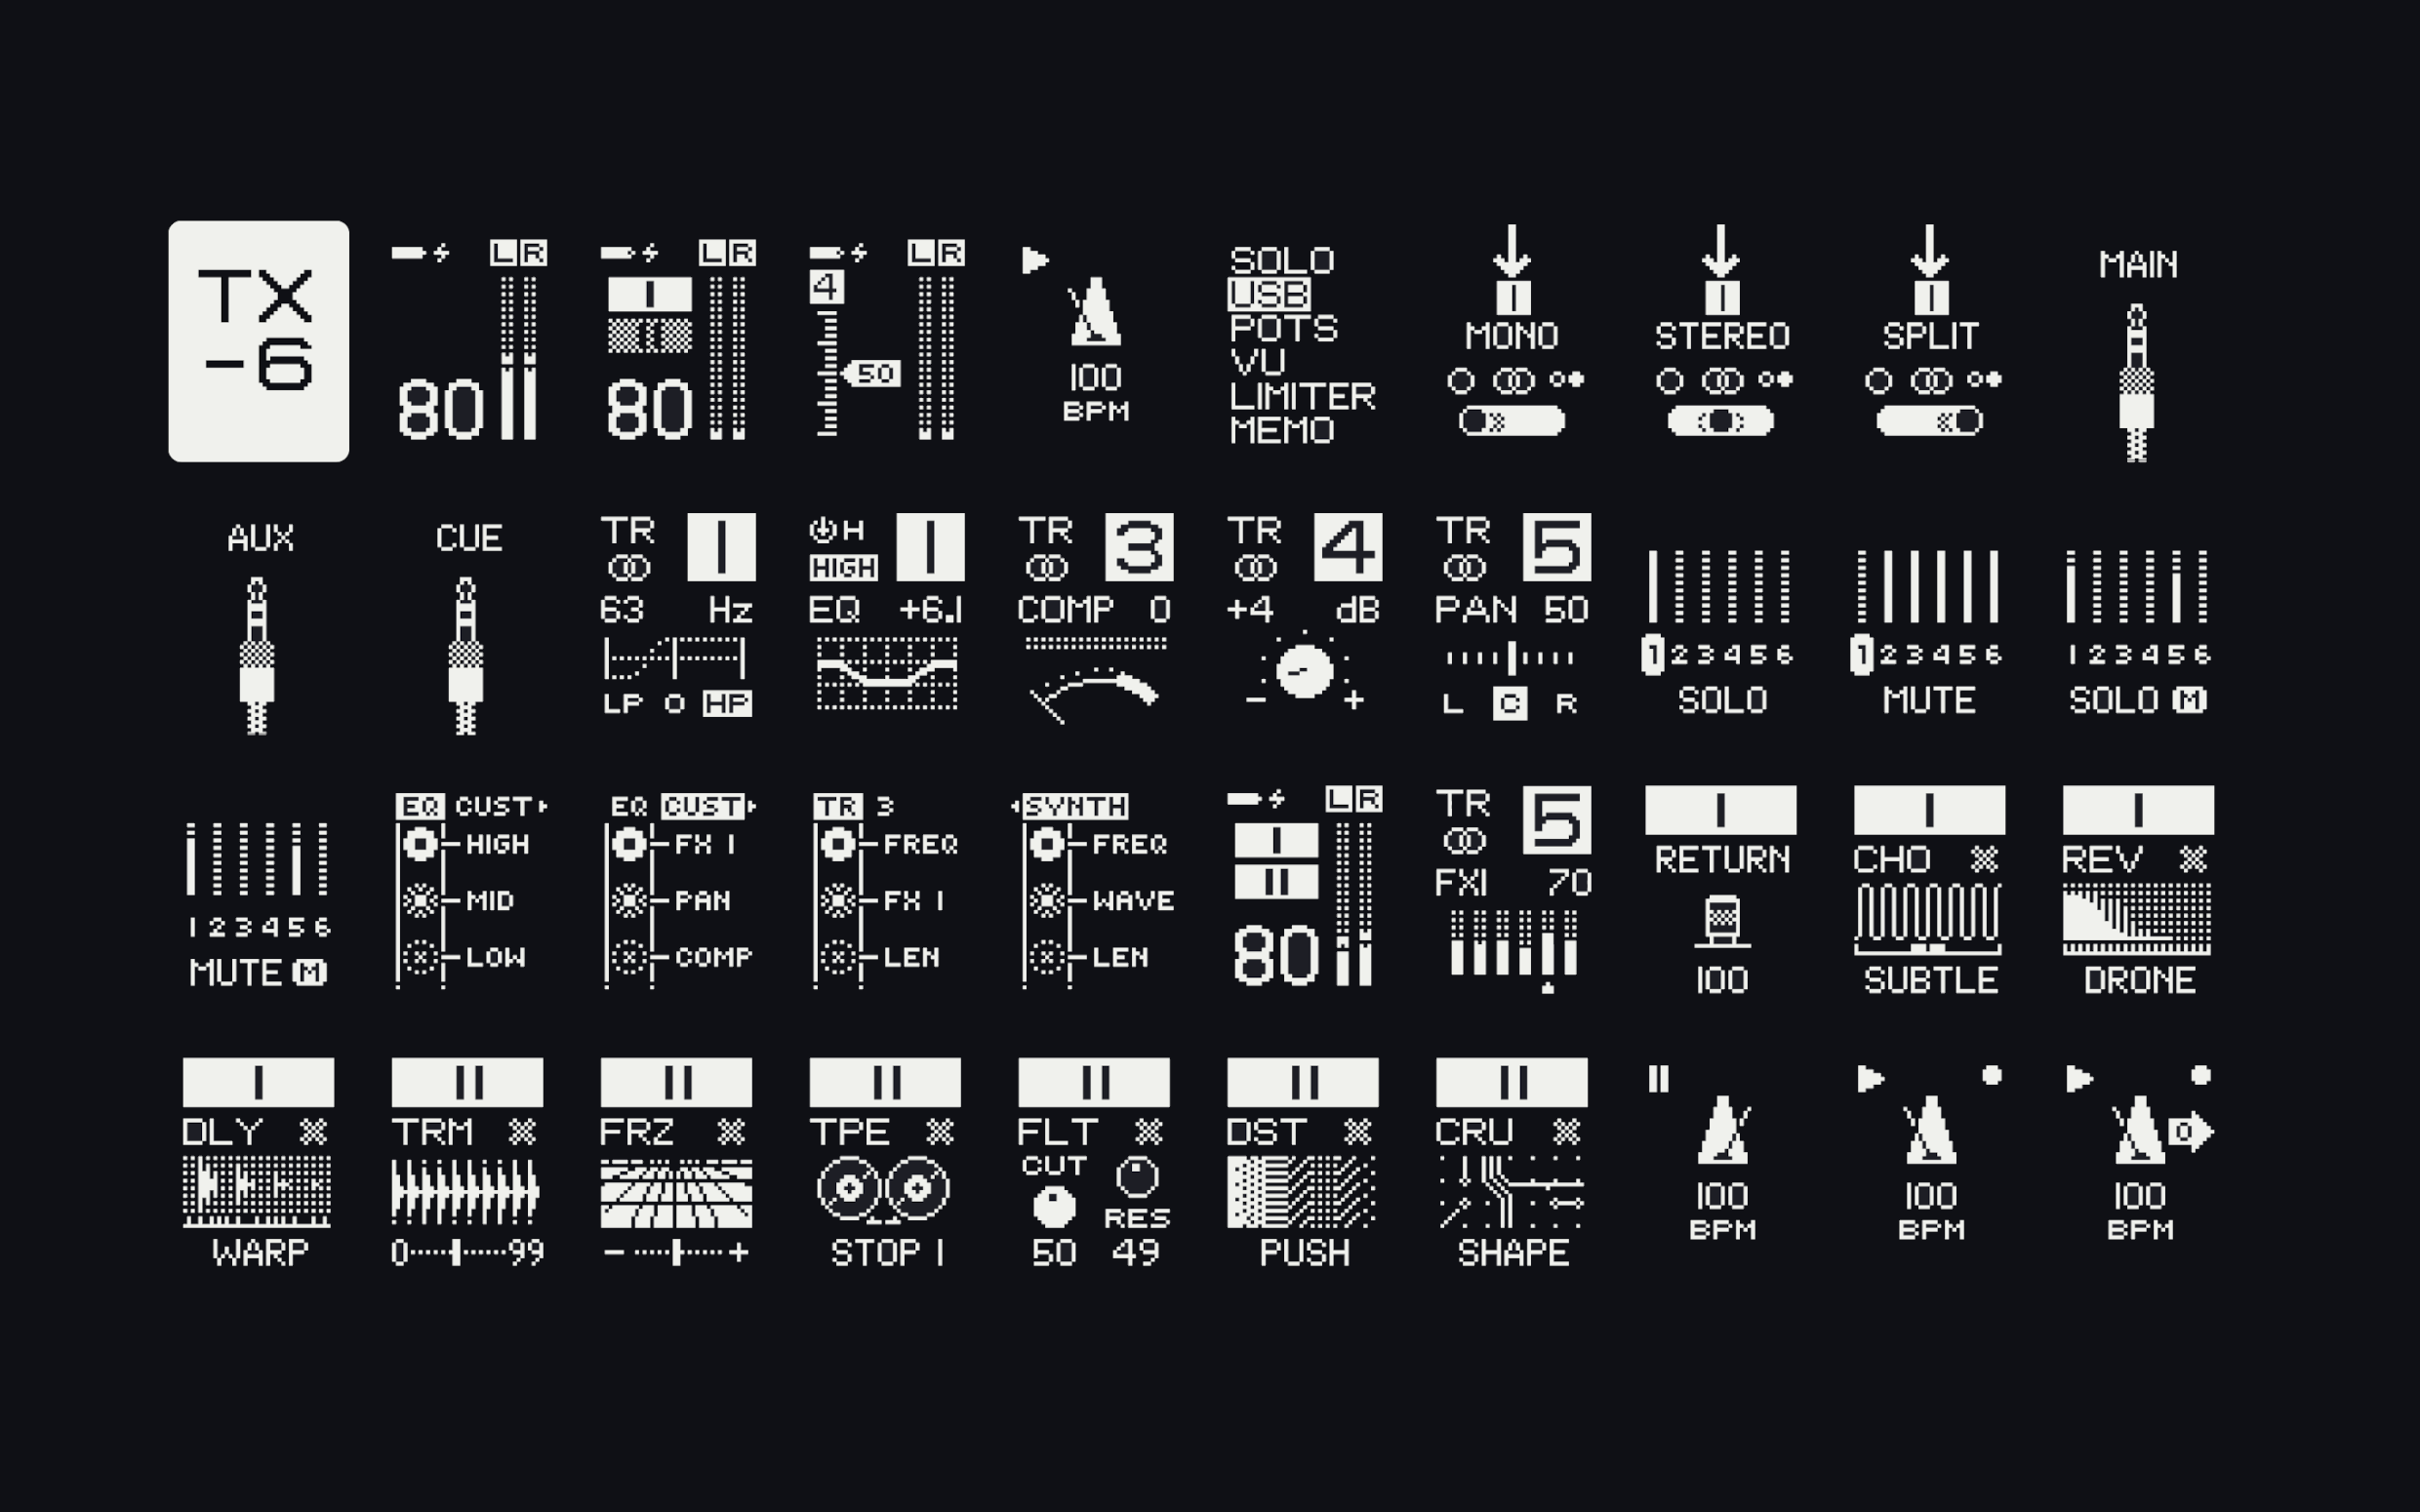 TX
-6
LR
80
LR
I
80
LR
4
50
100
BPM
SOLO
USB
POTS
VU
LIMITER
MEMO
I
MONO
I
STEREO
I
SPLIT
MAIN
AUX
CUE
TR I
63 Hz
LP O HP
H I
HIGH
EQ +6.1
TR 3
COMP 0
TR 4
+4 dB
- +
TR 5
PAN 50
L C R
1 2 3 4 5 6
SOLO
1 2 3 4 5 6
MUTE
1 2 3 4 5 6
SOLO M
1 2 3 4 5 6
MUTE M
EQ CUST
HIGH
MID
LOW
EQ CUST
FX I
PAN
COMP
TR 3
FREQ
FX I
LEN
SYNTH
FREQ
WAVE
LEN
LR
I
II
80
TR 5
FXI 70
I
RETURN
100
I
CHO
SUBTLE
I
REV
DRONE
I
DLY
WARP
II
TRM
0 99
II
FRZ
- +
II
TPE
STOP I
II
FLT
CUT
RES
50 49
II
DST
PUSH
II
CRU
SHAPE
100
BPM
100
BPM
0
100
BPM